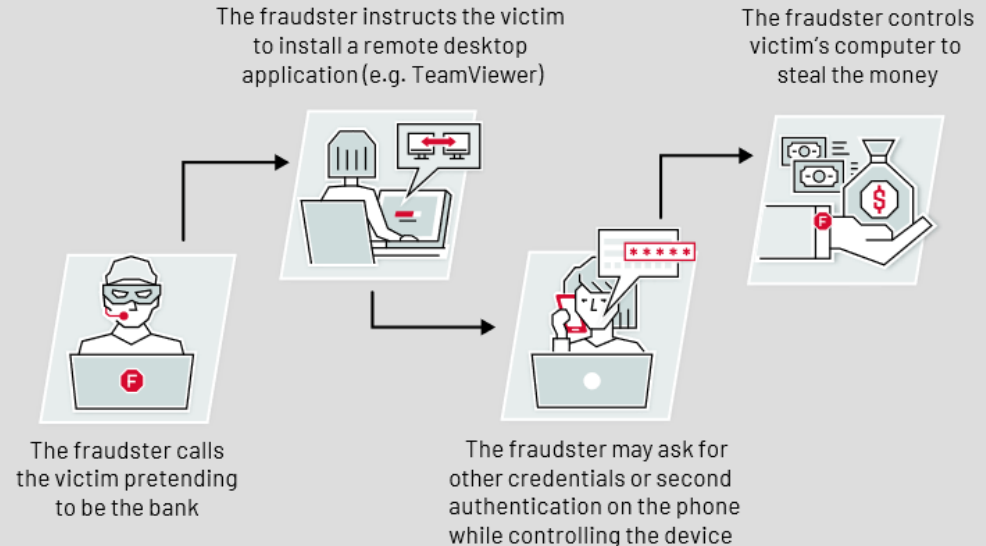 The fraudster instructs the victim
to install a remote desktop
application (e.g. TeamViewer)
The fraudster controls
victim's computer to
steal the money
$
F
*****
F
The fraudster calls
the victim pretending
to be the bank
The fraudster may ask for
other credentials or second
authentication on the phone
while controlling the device